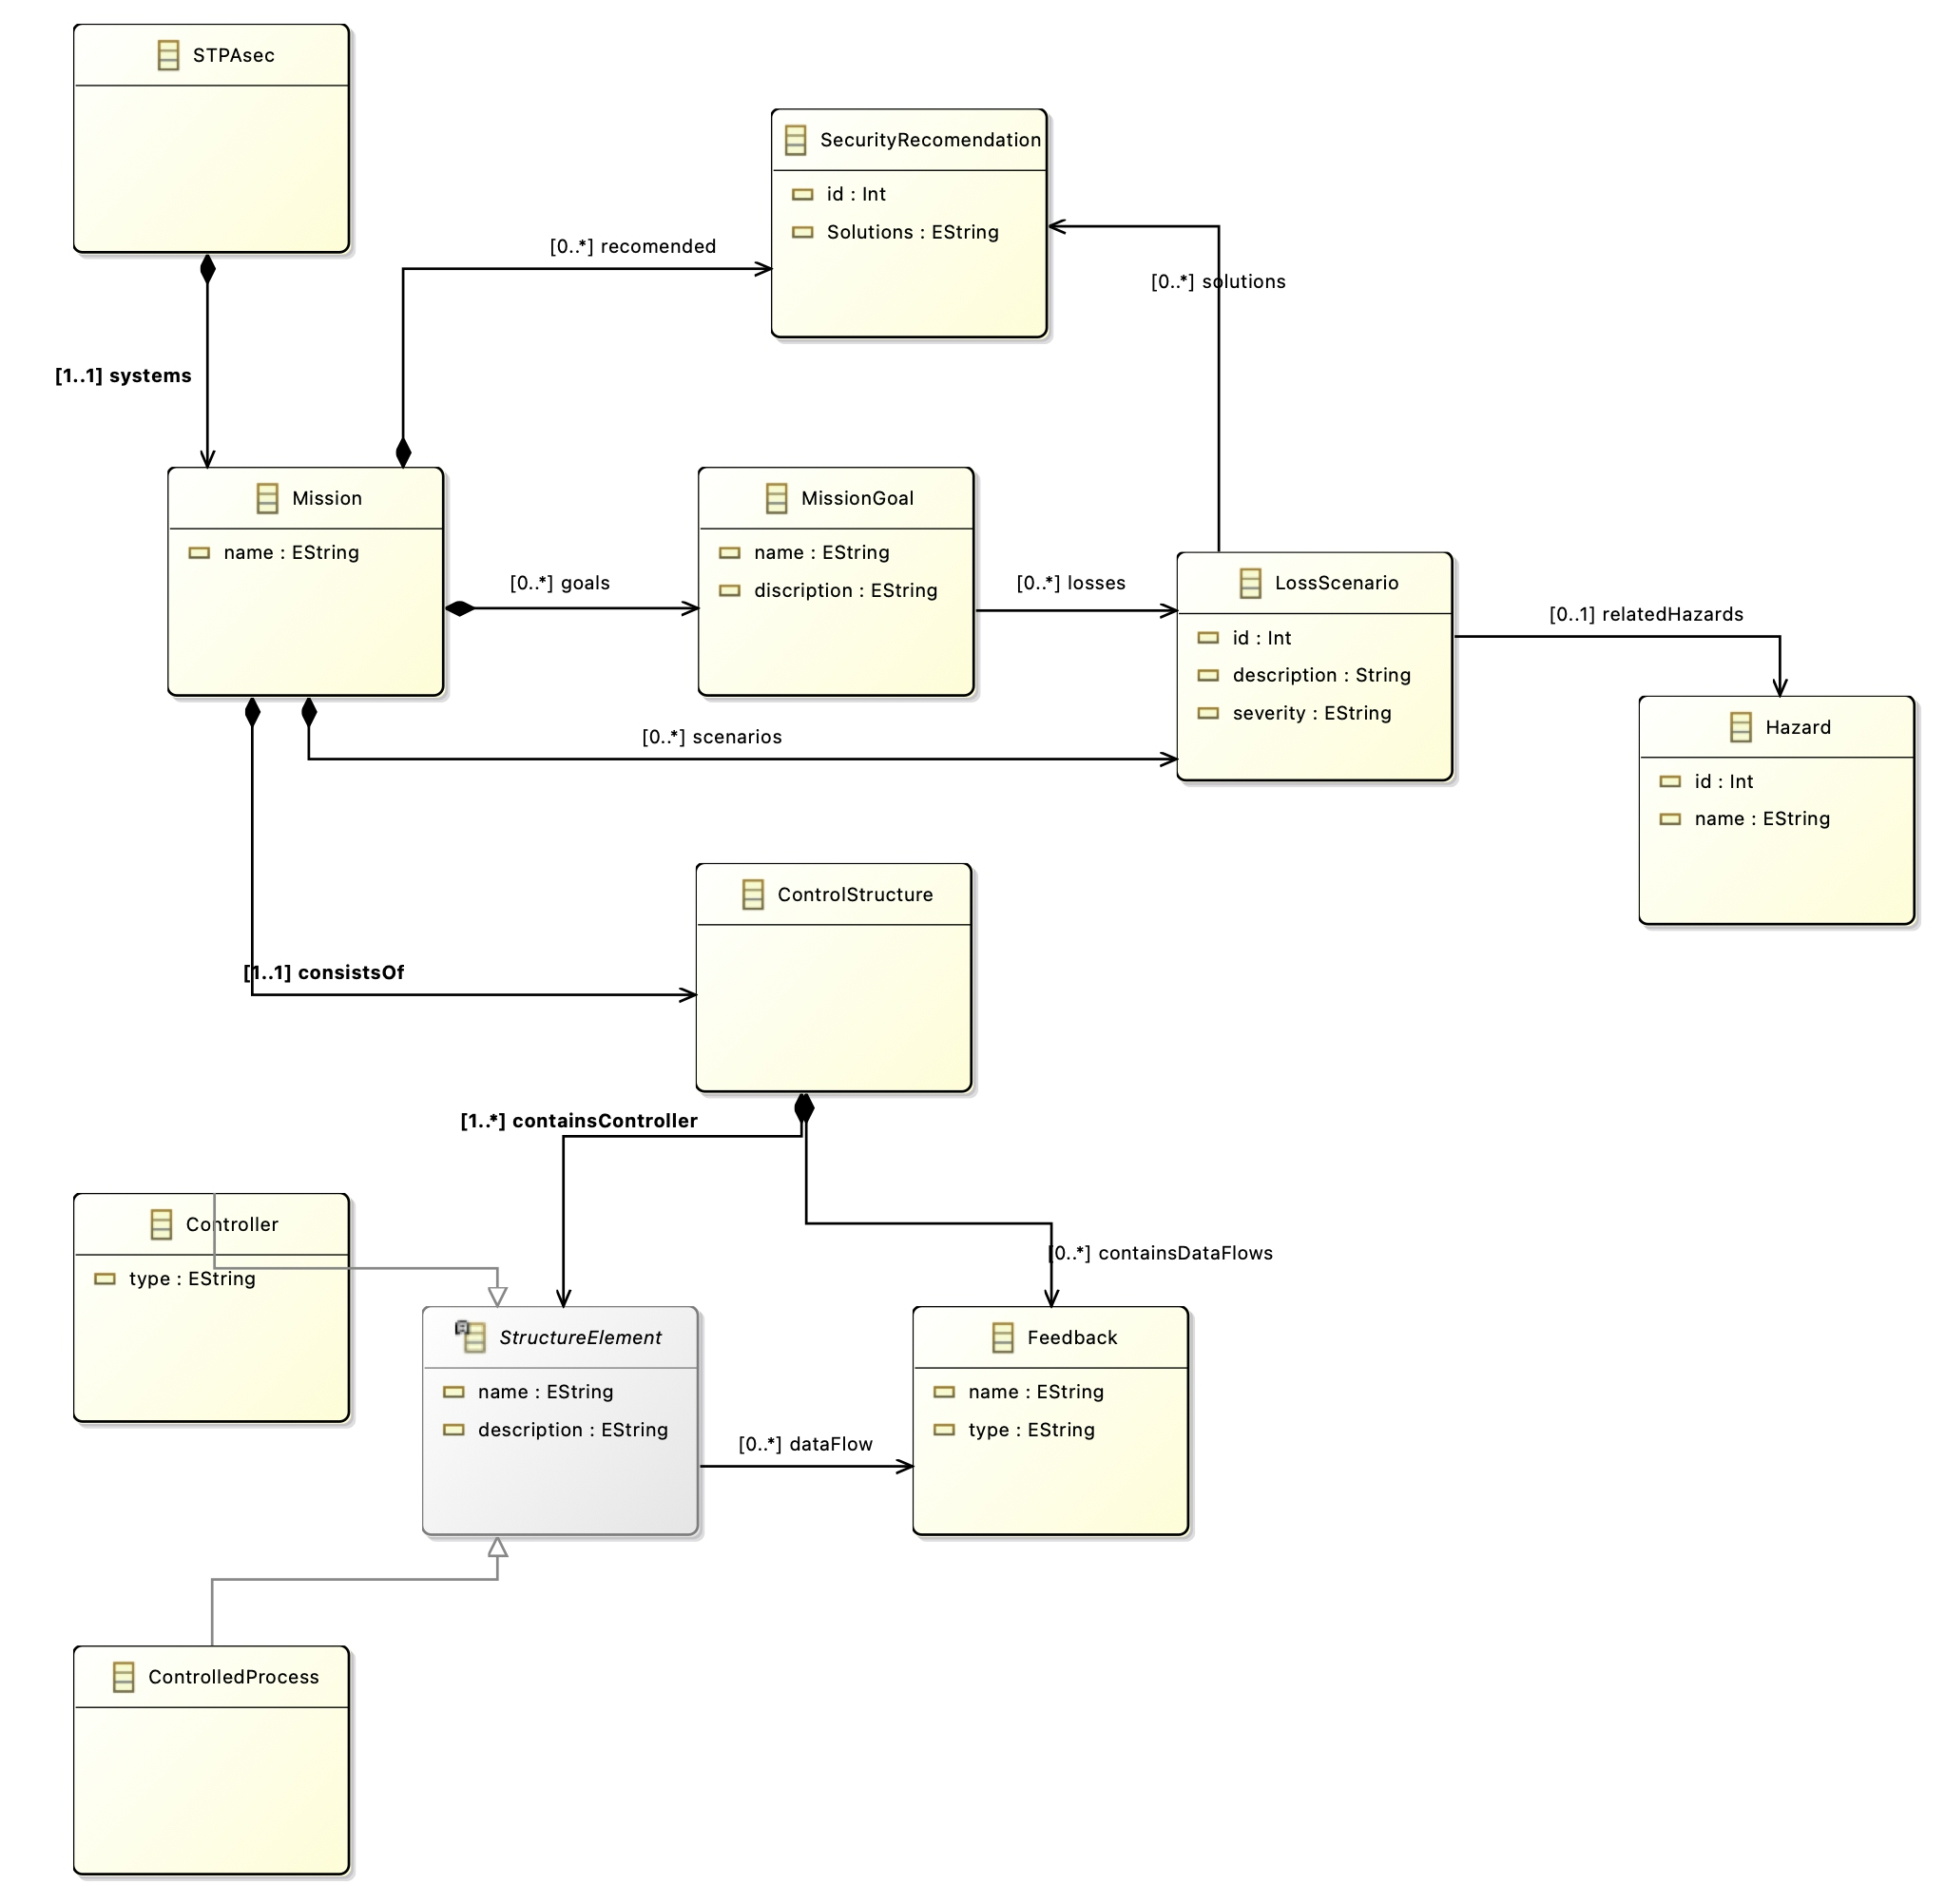 STPAsec
SecurityRecomendation
id : Int
Solutions : EString
[0..*] recomended
[0..*] solutions
[1..1] systems
Mission
name : EString
[0..*] goals
MissionGoal
name : EString
discription : EString
[0..*] losses
LossScenario
id : Int
description : String
severity : EString
[0..1] relatedHazards
Hazard
id : Int
name : EString
[0..*] scenarios
ControlStructure
[1..1] consistsOf
[1..*] containsController
Controller
type : EString
[0..*] containsDataFlows
StructureElement
name : EString
description : EString
[0..*] dataFlow
Feedback
name : EString
type : EString
ControlledProcess